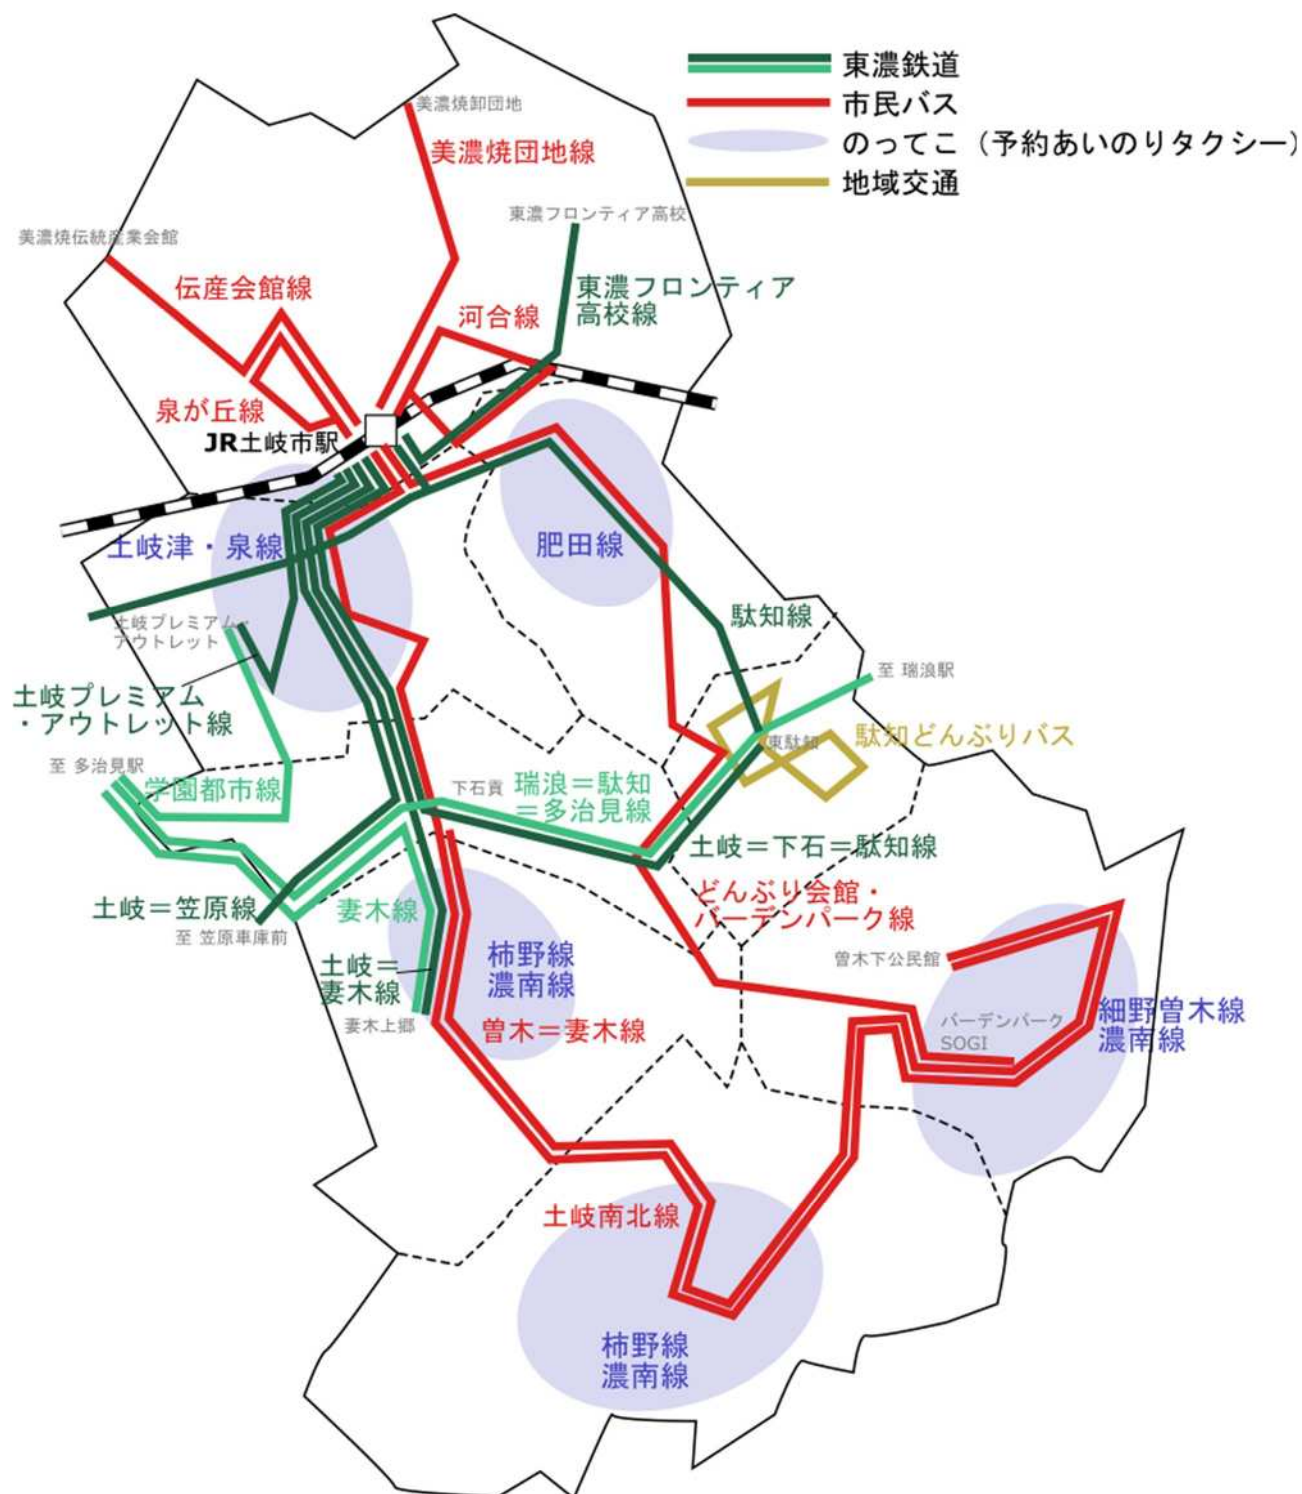 東濃鉄道
市民バス
のってこ（予約あいのりタクシー）
地域交通
美濃焼卸団地
美濃焼団地線
東濃フロンティア高校
美濃焼伝統産業会館
伝産会館線
東濃フロンティア
高校線
河合線
泉が丘線
JR土岐市駅
土岐津・泉線
肥田線
土岐プレミアム・
アウトレット
駄知線
至 瑞浪駅
土岐プレミアム
・アウトレット線
東駄知
駄知どんぶりバス
至 多治見駅
学園都市線
下石貢
瑞浪＝駄知
＝多治見線
土岐＝下石＝駄知線
どんぶり会館・
バーデンパーク線
土岐＝笠原線
至 笠原車庫前
妻木線
土岐＝
妻木線
妻木上郷
柿野線
濃南線
曽木＝妻木線
曽木下公民館
バーデンパーク
SOGI
細野曽木線
濃南線
土岐南北線
柿野線
濃南線